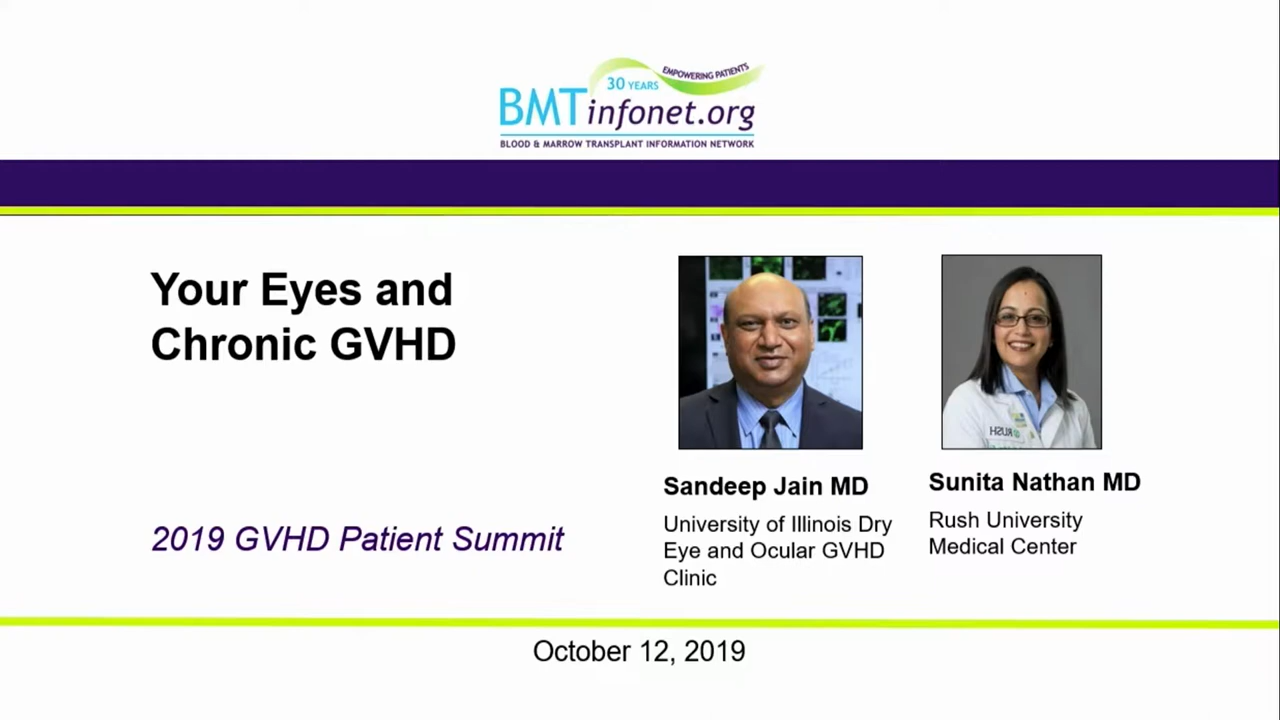 30 YEARS EMPOWERING PATIENTS
BMTinfonet.org
BLOOD & MARROW TRANSPLANT INFORMATION NETWORK
Your Eyes and
Chronic GVHD
2019 GVHD Patient Summit
RUSH
Sandeep Jain MD
University of Illinois Dry
Eye and Ocular GVHD
Clinic
Sunita Nathan MD
Rush University
Medical Center
October 12, 2019